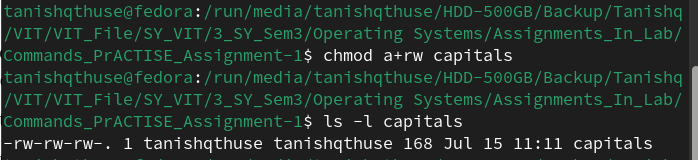 tanishqthuse@fedora:/run/media/tanishqthuse/HDD-500GB/Backup/Tanishq
/VIT/VIT_File/SY_VIT/3_SY_Sem3/Operating Systems/Assignments_In_Lab/
Commands_PrACTISE_Assignment-1$ chmod a+rw capitals
tanishqthuse@fedora:/run/media/tanishqthuse/HDD-500GB/Backup/Tanishq
/VIT/VIT_File/SY_VIT/3_SY_Sem3/Operating Systems/Assignments_In_Lab/
Commands_PrACTISE_Assignment-1$ ls -l capitals
-rw-rw-rw-. 1 tanishqthuse tanishqthuse 168 Jul 15 11:11 capitals